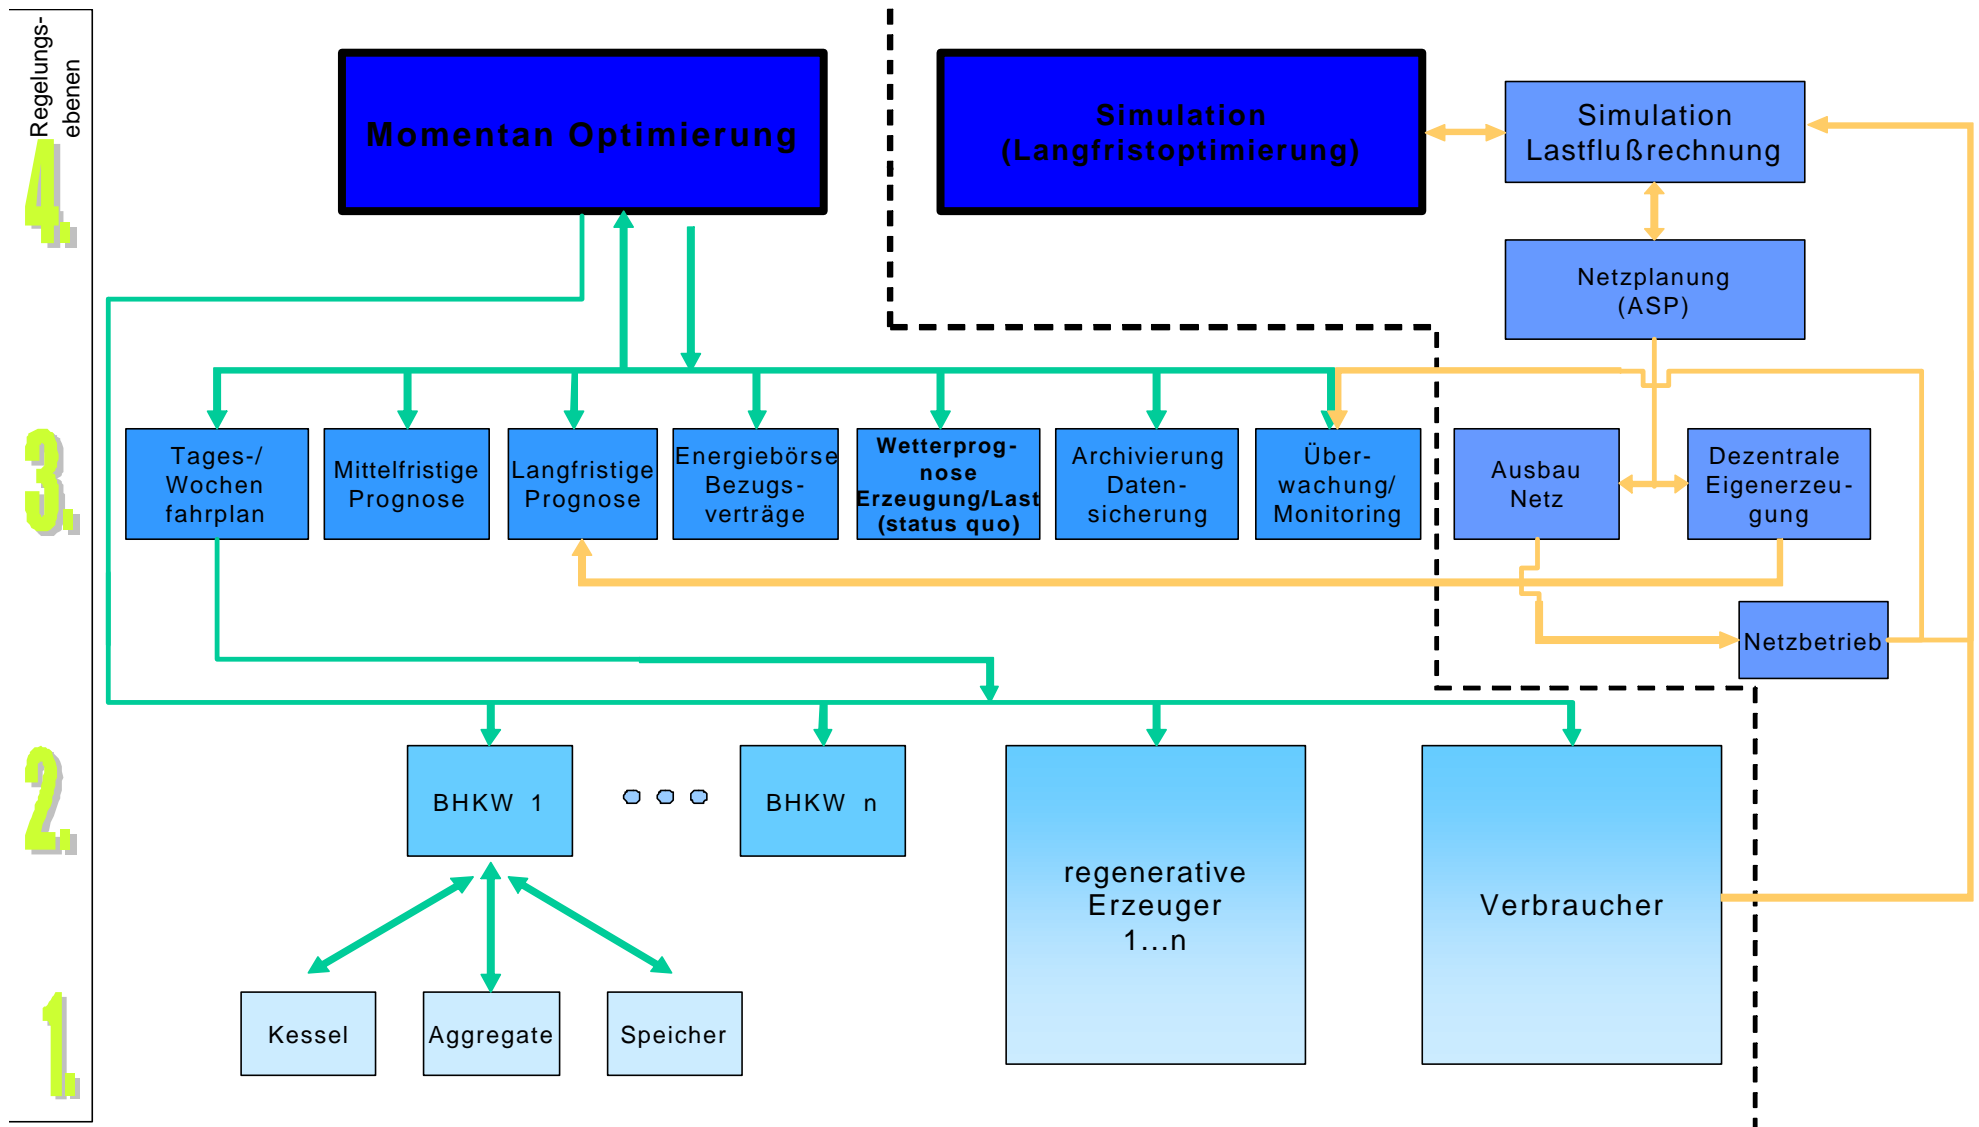 Regelungs-
ebenen
4.
Momentan Optimierung
Simulation
(Langfristoptimierung)
Simulation
Lastflußrechnung
Netzplanung
(ASP)
3.
Tages-/
Wochen
fahrplan
Mittelfristige
Prognose
Langfristige
Prognose
Energiebörse
Bezugs-
verträge
Wetterprog-
nose
Erzeugung/Last
(status quo)
Archivierung
Daten-
sicherung
Über-
wachung/
Monitoring
Ausbau
Netz
Dezentrale
Eigenerzeu-
gung
Netzbetrieb
2.
BHKW 1
BHKW n
regenerative
Erzeuger
1...n
Verbraucher
1.
Kessel
Aggregate
Speicher